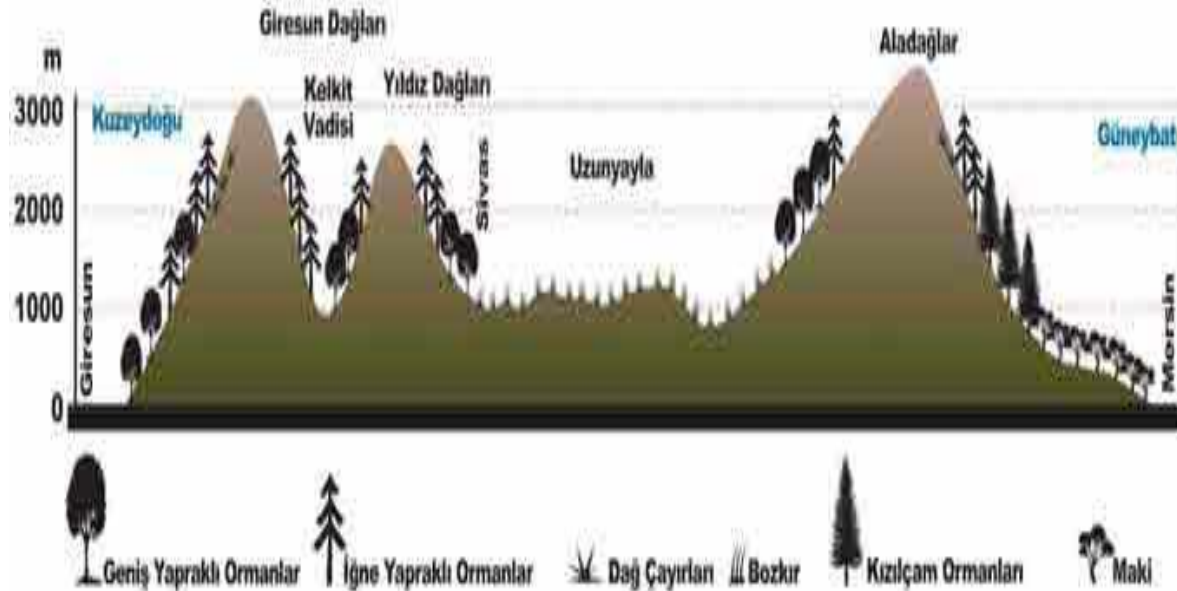 Giresun Dağları
Aladağlar
m
Kelkit
Vadisi
Yıldız Dağları
3000
Kuzeydoğu
Güneybatı
Uzunyayla
Sivas
2000
1000
Giresun
Mersin
0
Geniş Yapraklı Ormanlar
İğne Yapraklı Ormanlar
Dağ Çayırları
Bozkır
Kızılçam Ormanları
Maki